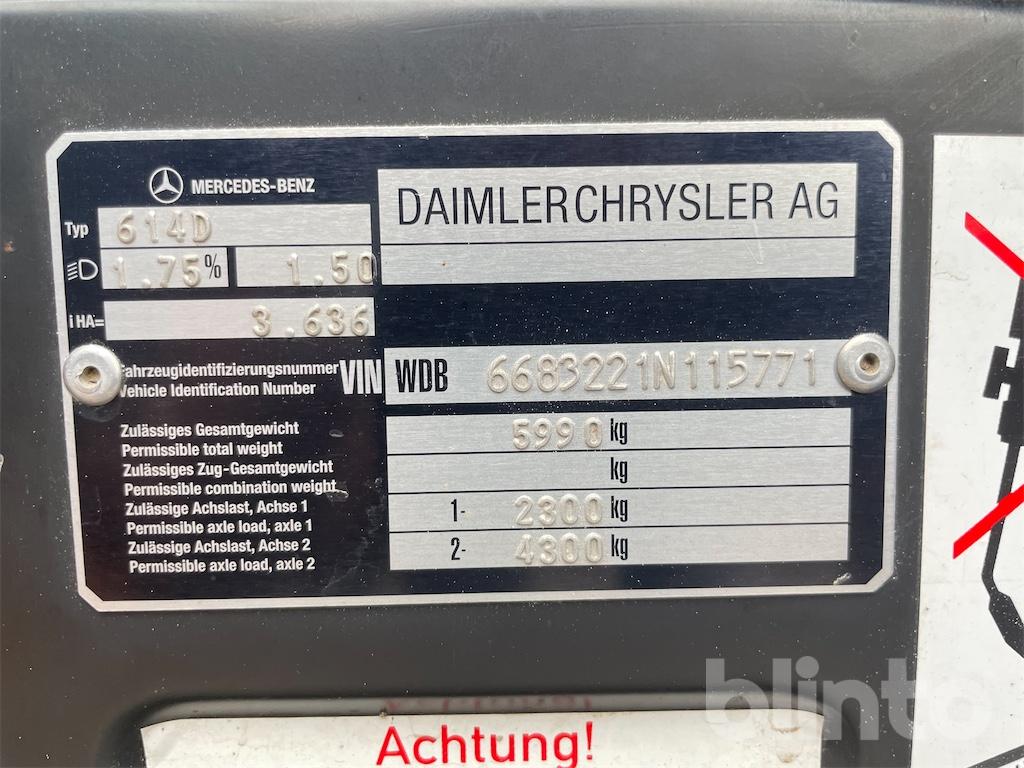 MERCEDES-BENZ
DAIMLERCHRYSLER AG
Typ 614D
1.75% 1.50
i HA= 3.636
Fahrzeugidentifizierungsnummer
Vehicle Identification Number
VIN WDB 6683221N115771
Zulässiges Gesamtgewicht
Permissible total weight
5990 kg
Zulässiges Zug-Gesamtgewicht
Permissible combination weight
kg
Zulässige Achslast, Achse 1
Permissible axle load, axle 1
1- 2300 kg
Zulässige Achslast, Achse 2
Permissible axle load, axle 2
2- 4300 kg
Achtung!
blinto